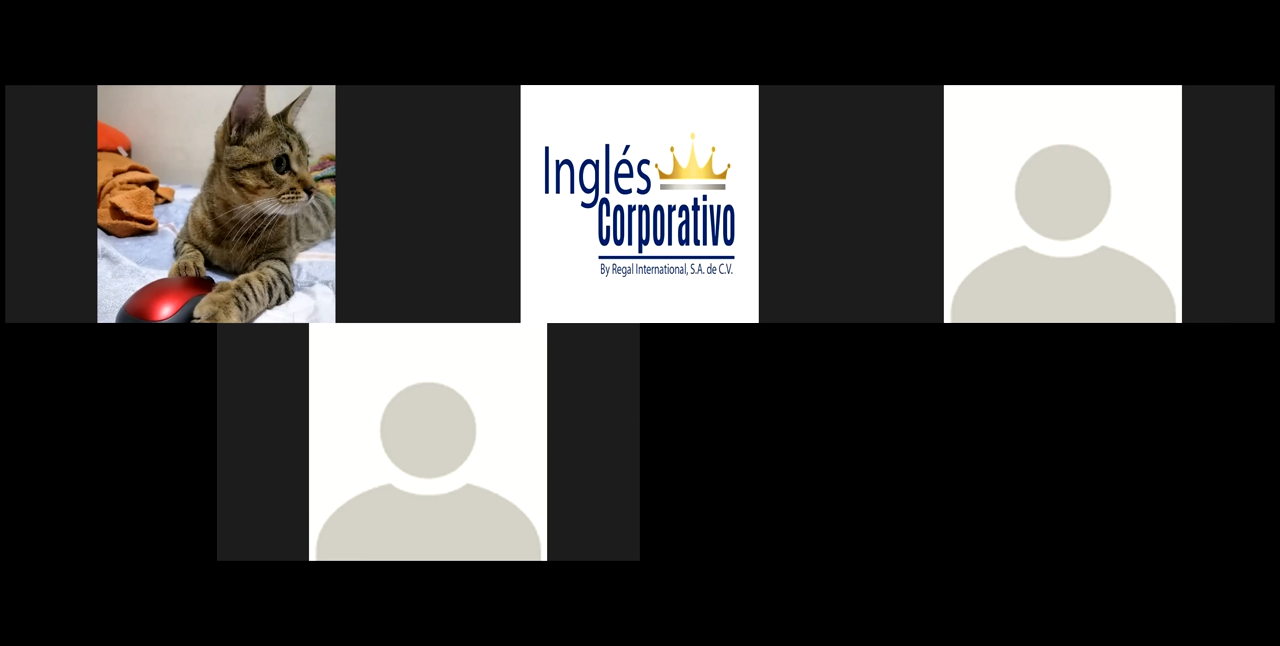 Inglés
Corporativo
By Regal International, S.A. de C.V.